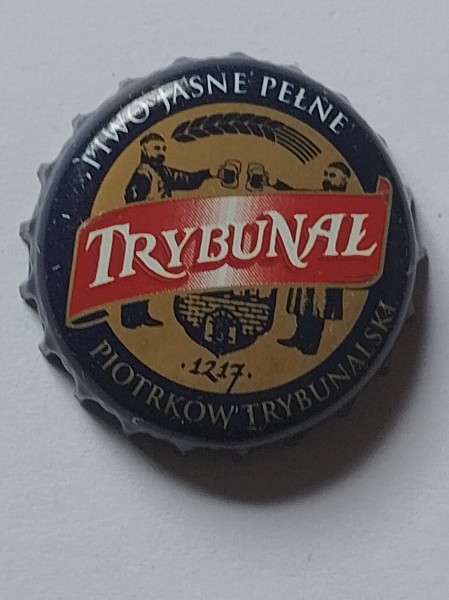 PIWO JASNE PEŁNE
TRYBUNAŁ
·1217·
PIOTRKÓW TRYBUNALSKI